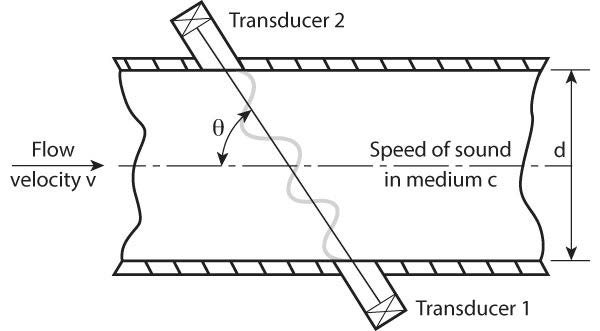 Transducer 2
θ
Flow
velocity v
Speed of sound
in medium c
d
Transducer 1